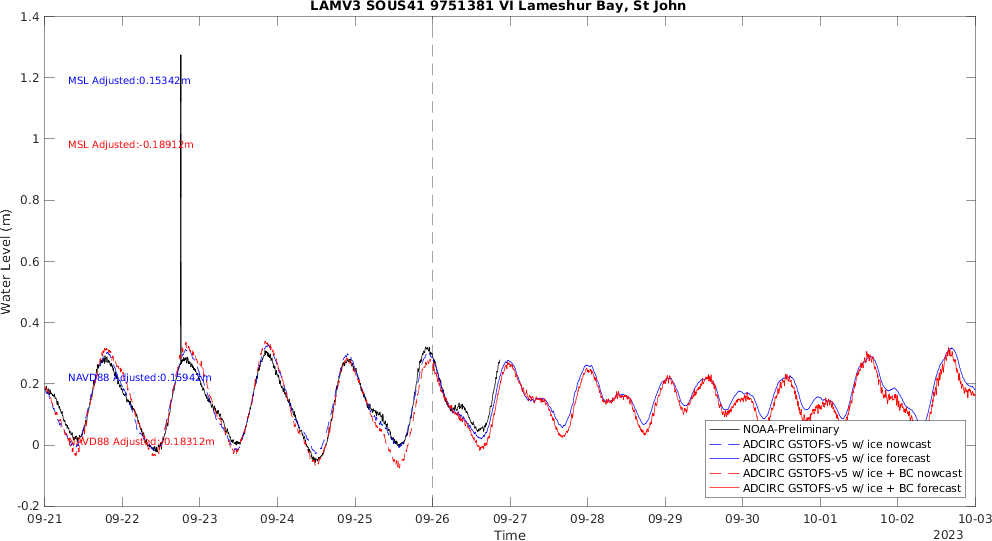 LAMV3 SOUS41 9751381 VI Lameshur Bay, St John
1.4
1.2
1
0.8
0.6
0.4
0.2
0
-0.2
Water Level (m)
MSL Adjusted:0.15342m
MSL Adjusted:-0.18912m
NAVD88 Adjusted:0.15942m
NAVD88 Adjusted:-0.18312m
NOAA-Preliminary
ADCIRC GSTOFS-v5 w/ ice nowcast
ADCIRC GSTOFS-v5 w/ ice forecast
ADCIRC GSTOFS-v5 w/ ice + BC nowcast
ADCIRC GSTOFS-v5 w/ ice + BC forecast
09-21 09-22 09-23 09-24 09-25 09-26 09-27 09-28 09-29 09-30 10-01 10-02 10-03
Time
2023